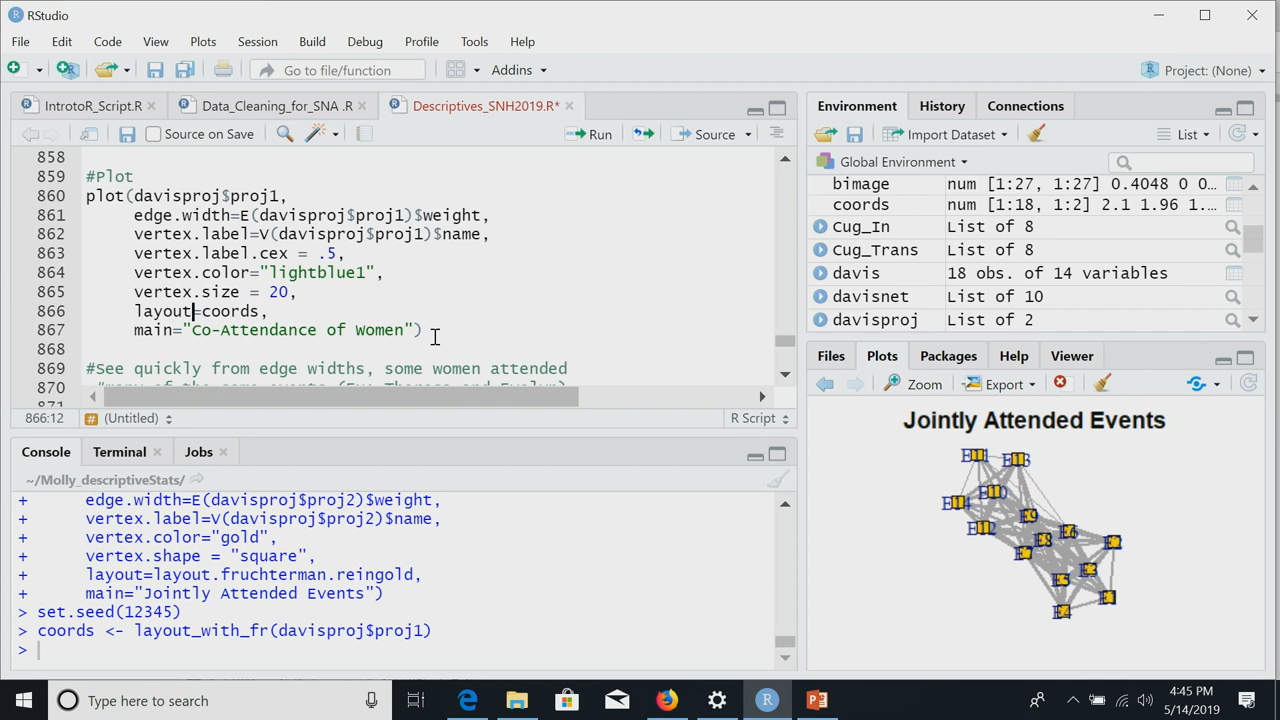 RStudio
File Edit Code View Plots Session Build Debug Profile Tools Help
Go to file/function Addins Project: (None)
IntrotoR_Script.R Data_Cleaning_for_SNA .R Descriptives_SNH2019.R*
Source on Save Run Source
858
859 #Plot
860 plot(davisproj$proj1,
861 edge.width=E(davisproj$proj1)$weight,
862 vertex.label=V(davisproj$proj1)$name,
863 vertex.label.cex = .5,
864 vertex.color="lightblue1",
865 vertex.size = 20,
866 layout=coords,
867 main="Co-Attendance of Women")
868
869 #See quickly from edge widths, some women attended
870 #many of the same events
871
866:12 (Untitled) R Script
Console Terminal Jobs
~/Molly_descriptiveStats/
+ edge.width=E(davisproj$proj2)$weight,
+ vertex.label=V(davisproj$proj2)$name,
+ vertex.color="gold",
+ vertex.shape = "square",
+ layout=layout.fruchterman.reingold,
+ main="Jointly Attended Events")
> set.seed(12345)
> coords <- layout_with_fr(davisproj$proj1)
>
Environment History Connections
Import Dataset List
Global Environment
bimage num [1:27, 1:27] 0.4048 0 0...
coords num [1:18, 1:2] 2.1 1.96 1....
Cug_In List of 8
Cug_Trans List of 8
davis 18 obs. of 14 variables
davisnet List of 10
davisproj List of 2
Files Plots Packages Help Viewer
Zoom Export
Jointly Attended Events
Type here to search
4:45 PM
5/14/2019